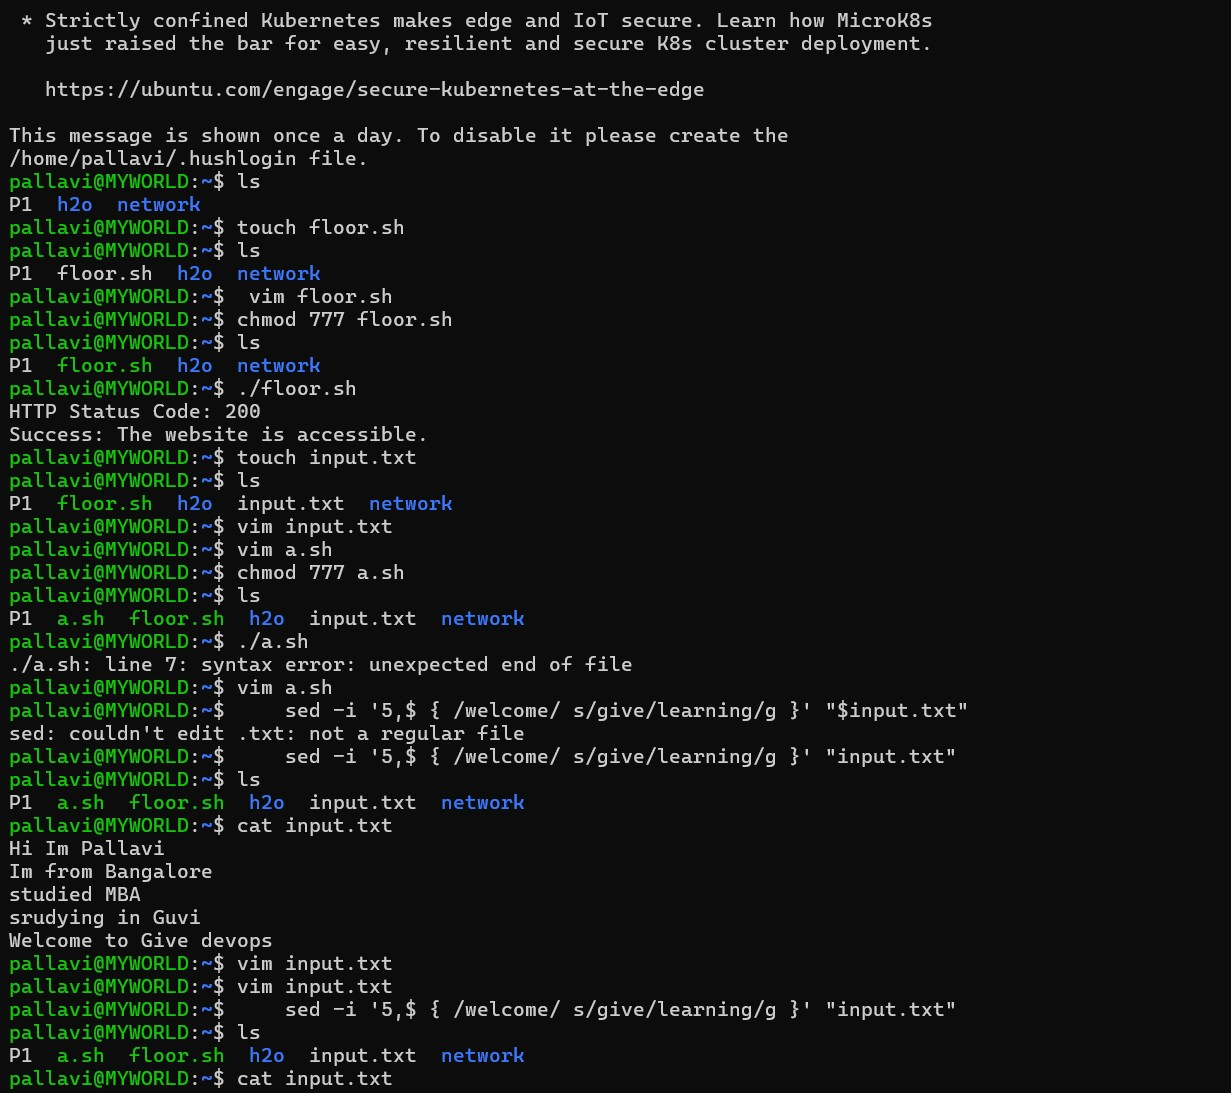 * Strictly confined Kubernetes makes edge and IoT secure. Learn how MicroK8s
just raised the bar for easy, resilient and secure K8s cluster deployment.
https://ubuntu.com/engage/secure-kubernetes-at-the-edge
This message is shown once a day. To disable it please create the
/home/pallavi/.hushlogin file.
pallavi@MYWORLD:~$ ls
P1  h2o  network
pallavi@MYWORLD:~$ touch floor.sh
pallavi@MYWORLD:~$ ls
P1  floor.sh  h2o  network
pallavi@MYWORLD:~$  vim floor.sh
pallavi@MYWORLD:~$ chmod 777 floor.sh
pallavi@MYWORLD:~$ ls
P1  floor.sh  h2o  network
pallavi@MYWORLD:~$ ./floor.sh
HTTP Status Code: 200
Success: The website is accessible.
pallavi@MYWORLD:~$ touch input.txt
pallavi@MYWORLD:~$ ls
P1  floor.sh  h2o  input.txt  network
pallavi@MYWORLD:~$ vim input.txt
pallavi@MYWORLD:~$ vim a.sh
pallavi@MYWORLD:~$ chmod 777 a.sh
pallavi@MYWORLD:~$ ls
P1  a.sh  floor.sh  h2o  input.txt  network
pallavi@MYWORLD:~$ ./a.sh
./a.sh: line 7: syntax error: unexpected end of file
pallavi@MYWORLD:~$ vim a.sh
pallavi@MYWORLD:~$     sed -i '5,$ { /welcome/ s/give/learning/g }' "$input.txt"
sed: couldn't edit .txt: not a regular file
pallavi@MYWORLD:~$     sed -i '5,$ { /welcome/ s/give/learning/g }' "input.txt"
pallavi@MYWORLD:~$ ls
P1  a.sh  floor.sh  h2o  input.txt  network
pallavi@MYWORLD:~$ cat input.txt
Hi Im Pallavi
Im from Bangalore
studied MBA
srudying in Guvi
Welcome to Give devops
pallavi@MYWORLD:~$ vim input.txt
pallavi@MYWORLD:~$ vim input.txt
pallavi@MYWORLD:~$     sed -i '5,$ { /welcome/ s/give/learning/g }' "input.txt"
pallavi@MYWORLD:~$ ls
P1  a.sh  floor.sh  h2o  input.txt  network
pallavi@MYWORLD:~$ cat input.txt